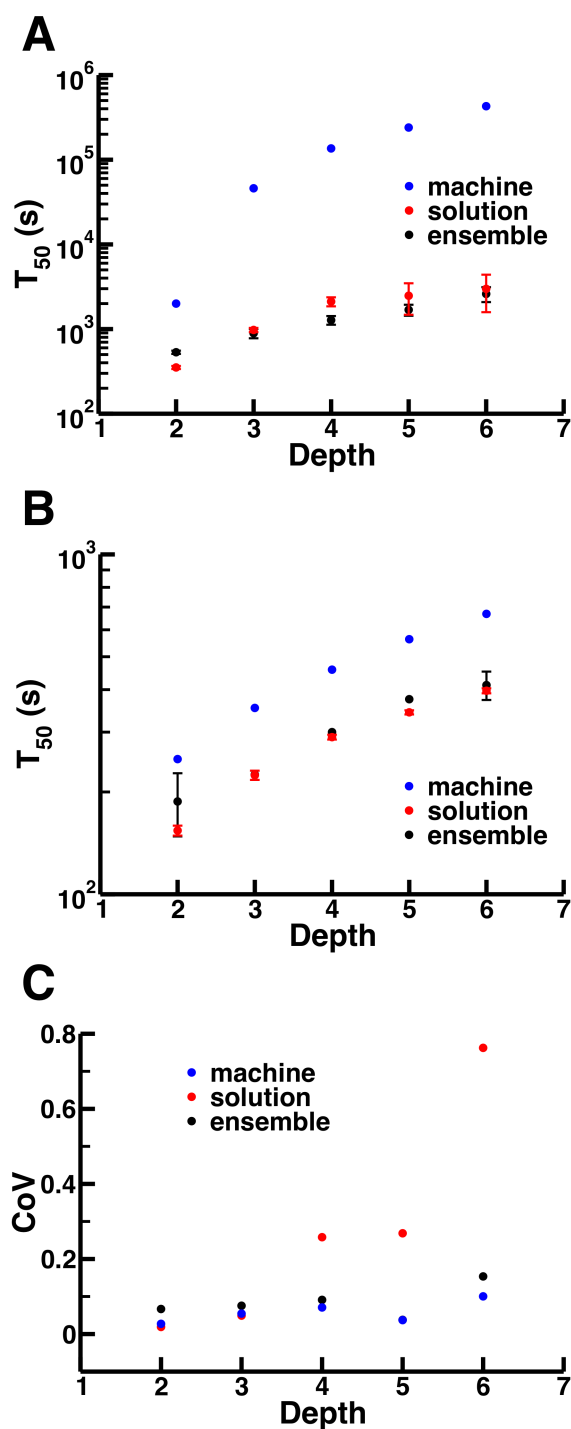 A
10^6
10^5
10^4
10^3
10^2
T_50 (s)
machine
solution
ensemble
1 2 3 4 5 6 7
Depth
B
10^3
10^2
T_50 (s)
machine
solution
ensemble
1 2 3 4 5 6 7
Depth
C
0.8
0.6
0.4
0.2
0
CoV
machine
solution
ensemble
1 2 3 4 5 6 7
Depth